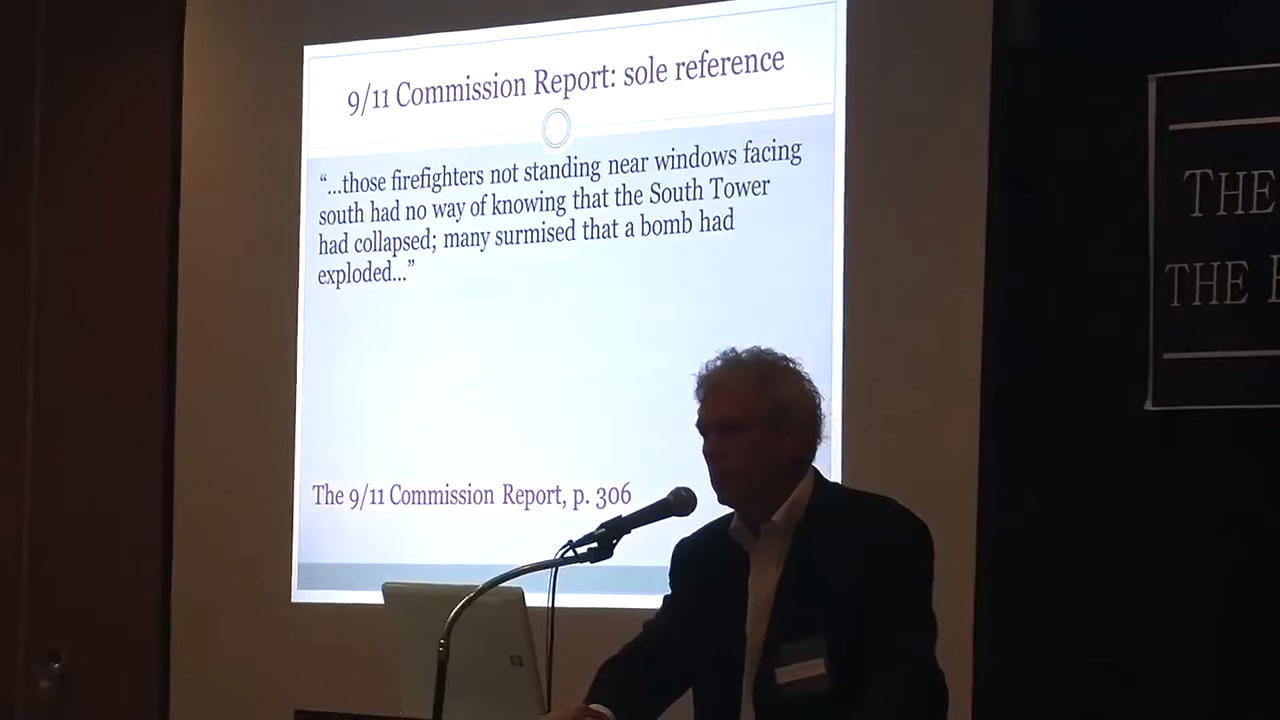 9/11 Commission Report: sole reference
“...those firefighters not standing near windows facing
south had no way of knowing that the South Tower
had collapsed; many surmised that a bomb had
exploded...”
The 9/11 Commission Report, p. 306
THE
THE
hp